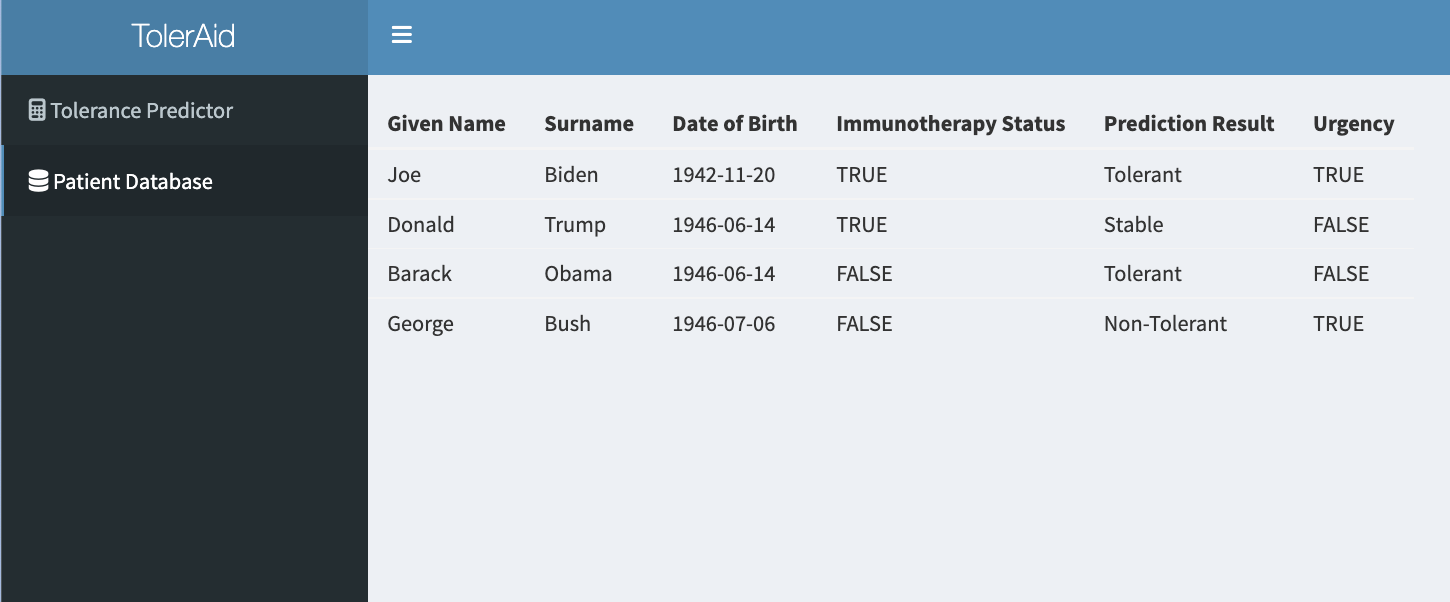 TolerAid
Tolerance Predictor
Patient Database
Given Name Surname Date of Birth Immunotherapy Status Prediction Result Urgency
Joe Biden 1942-11-20 TRUE Tolerant TRUE
Donald Trump 1946-06-14 TRUE Stable FALSE
Barack Obama 1946-06-14 FALSE Tolerant FALSE
George Bush 1946-07-06 FALSE Non-Tolerant TRUE